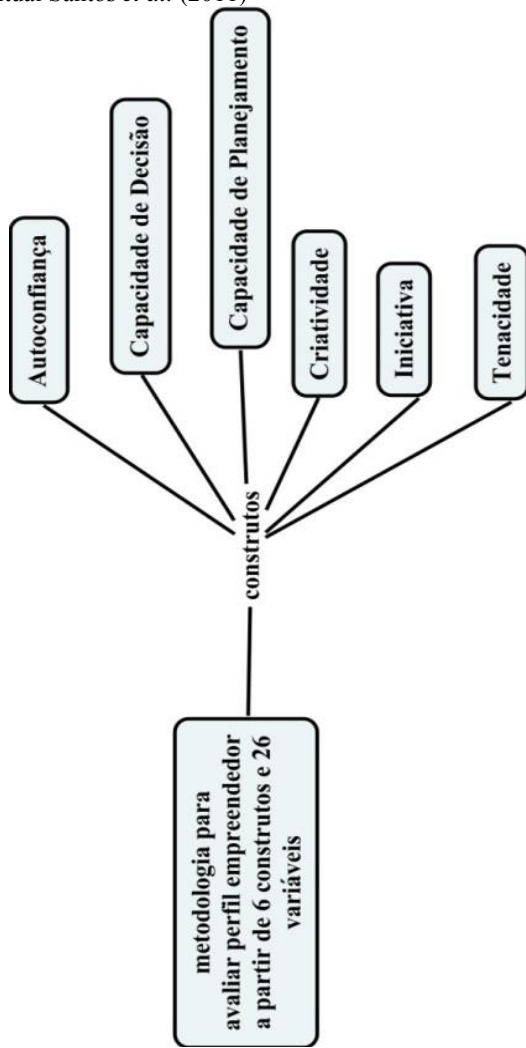 Santos et al. (2011)
metodologia para
avaliar perfil empreendedor
a partir de 6 construtos e 26
variáveis
construtos
Autoconfiança
Capacidade de Decisão
Capacidade de Planejamento
Criatividade
Iniciativa
Tenacidade